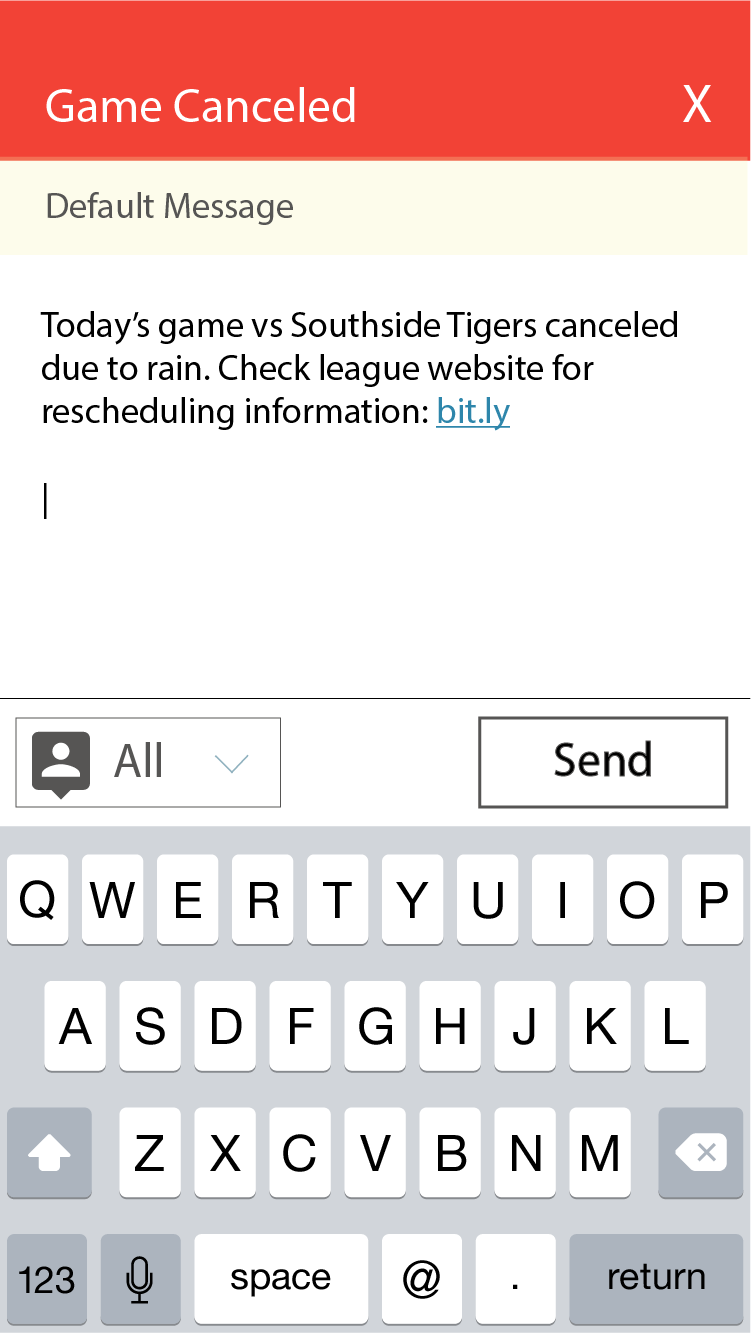 Game Canceled X
Default Message
Today’s game vs Southside Tigers canceled
due to rain. Check league website for
rescheduling information: bit.ly
All Send
Q W E R T Y U I O P
A S D F G H J K L
Z X C V B N M
123 space @ . return